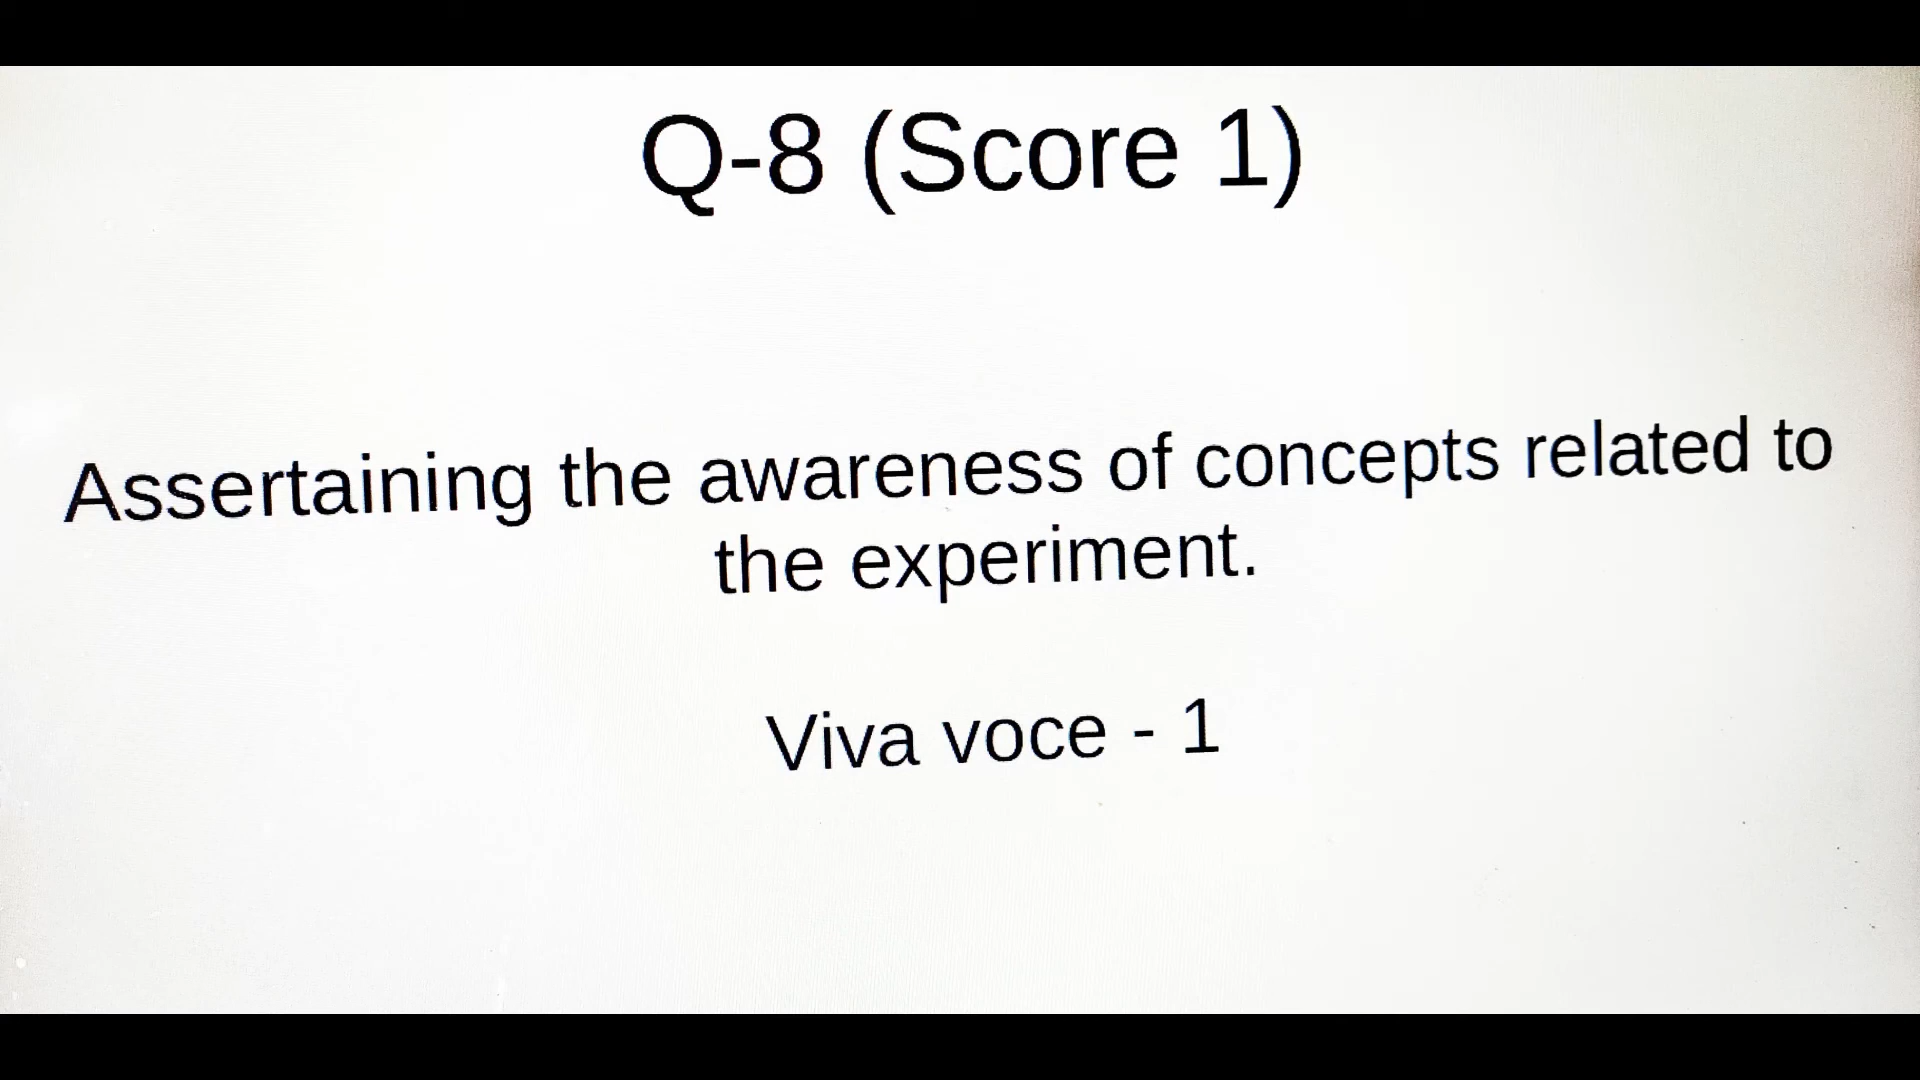 Q-8 (Score 1)
Assertaining the awareness of concepts related to
the experiment.
Viva voce - 1